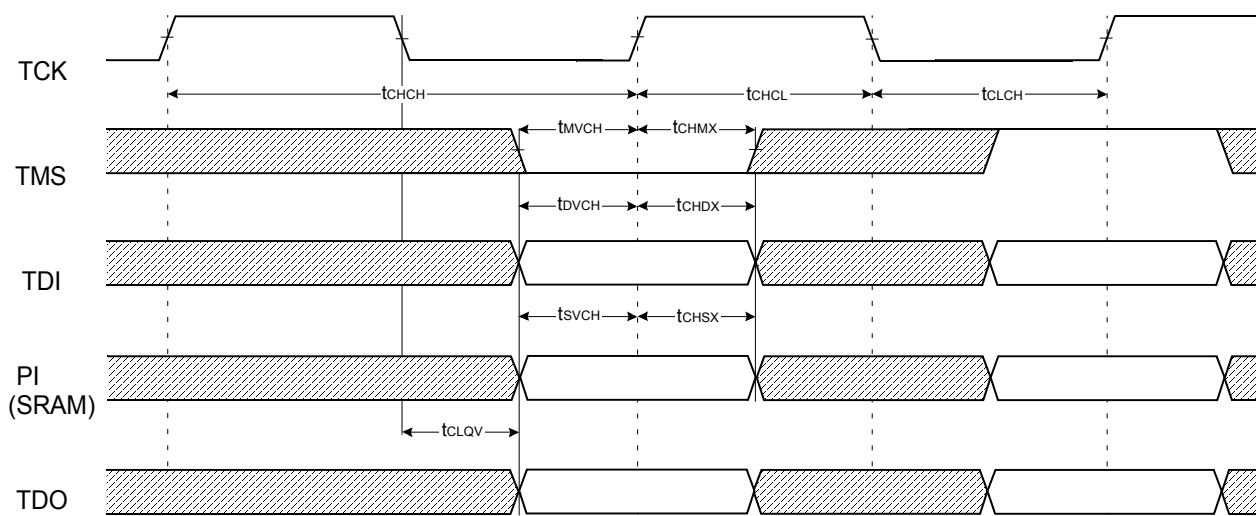 TCK
tCHCH
tCHCL
tCLCH
TMS
tMVCH
tCHMX
tDVCH
tCHDX
TDI
tSVCH
tCHSX
PI
(SRAM)
tCLQV
TDO